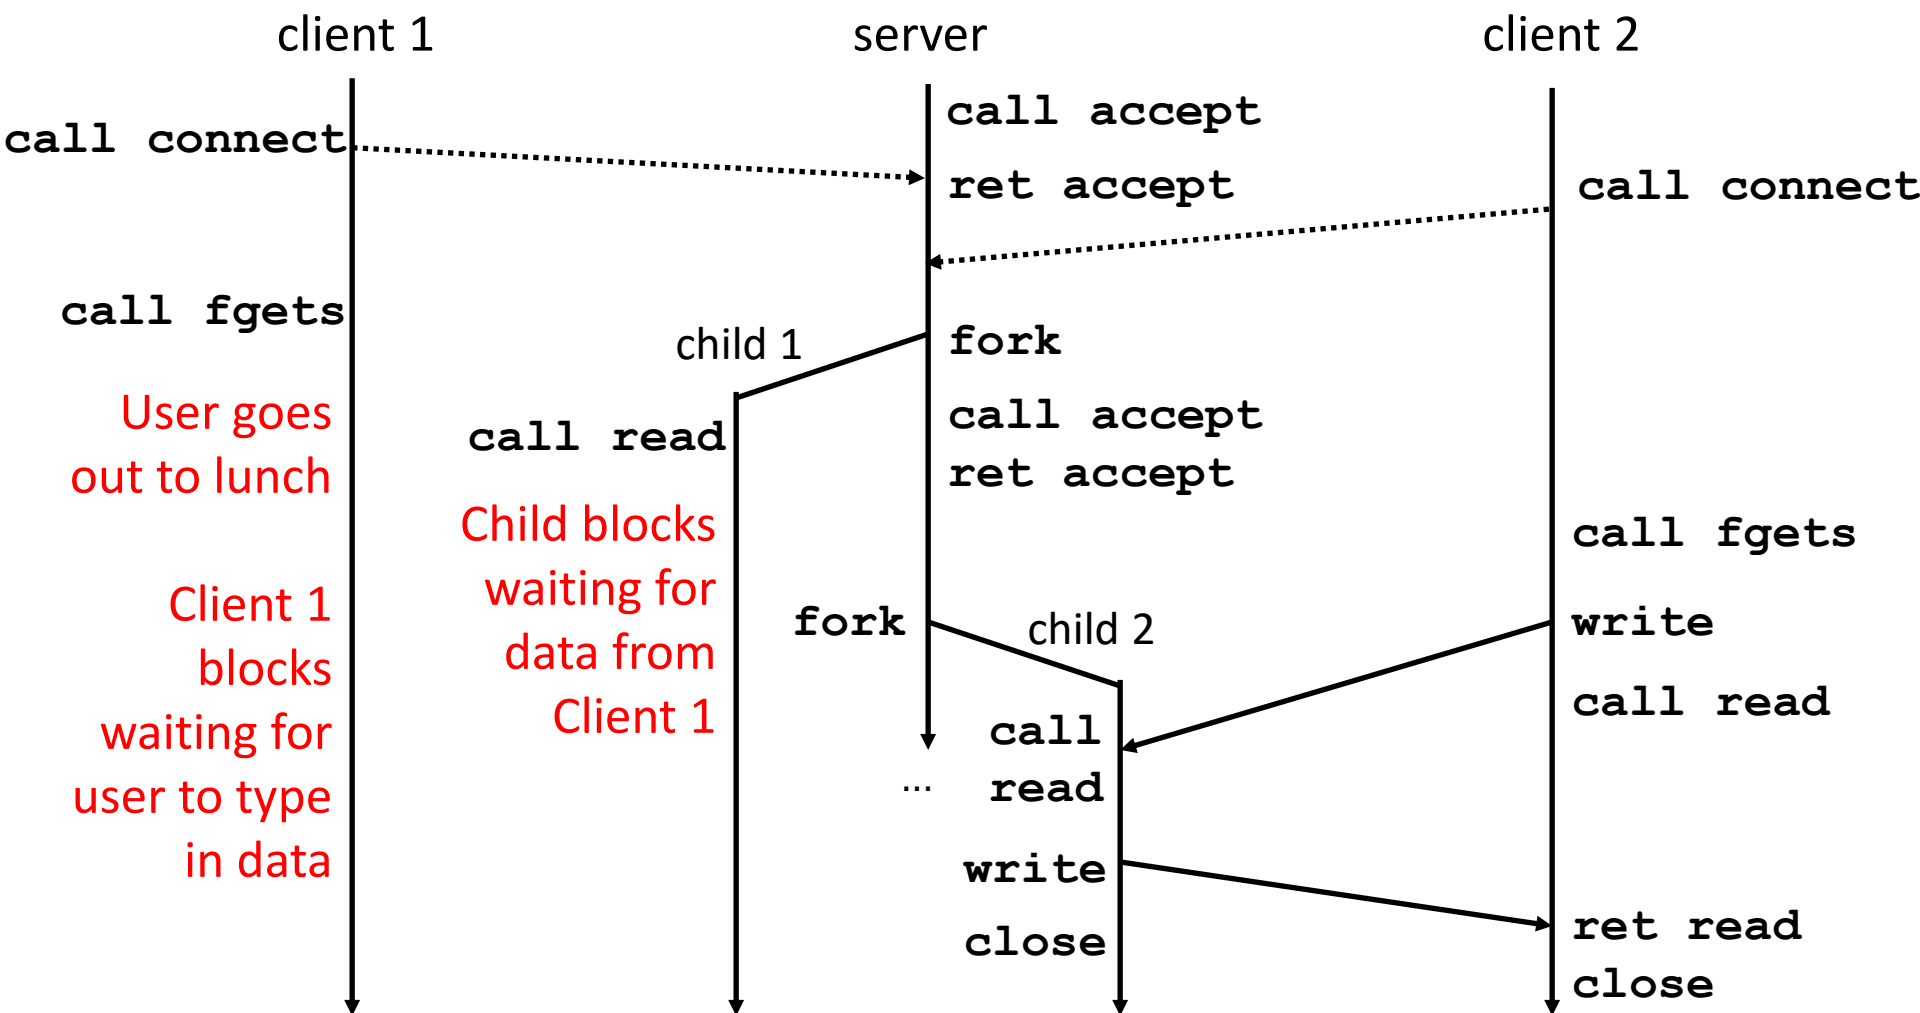 client 1
server
client 2
call connect
call accept
ret accept
call connect
call fgets
child 1
fork
User goes
out to lunch
call read
call accept
ret accept
Child blocks
waiting for
data from
Client 1
call fgets
Client 1
blocks
waiting for
user to type
in data
fork
child 2
write
call read
call
read
...
write
close
ret read
close